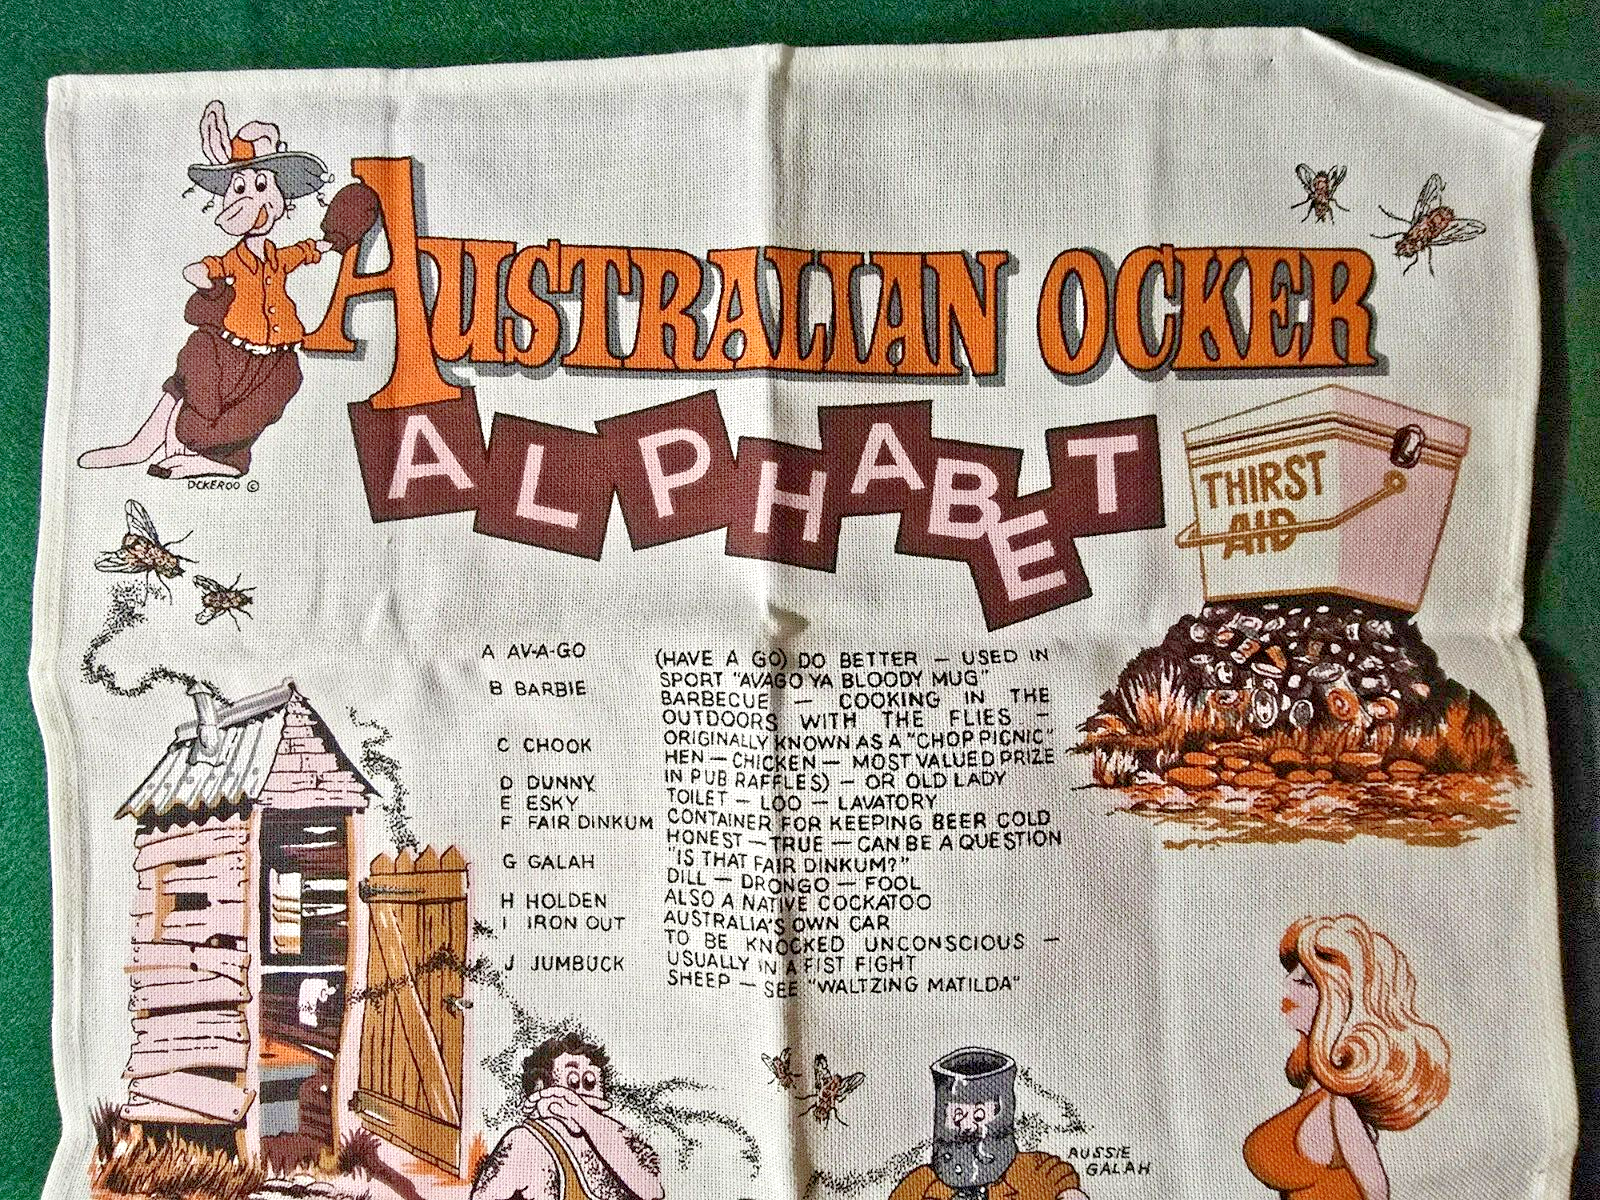 AUSTRALIAN OCKER
ALPHABET
OCKEROO ©
THIRST
AID
A AV-A-GO
B BARBIE
C CHOOK
D DUNNY
E ESKY
F FAIR DINKUM
G GALAH
H HOLDEN
I IRON OUT
J JUMBUCK
(HAVE A GO) DO BETTER — USED IN
SPORT "AVAGO YA BLOODY MUG"
BARBECUE — COOKING IN THE
OUTDOORS WITH THE FLIES —
ORIGINALLY KNOWN AS A "CHOP PICNIC"
HEN — CHICKEN — MOST VALUED PRIZE
IN PUB RAFFLES) — OR OLD LADY
TOILET — LOO — LAVATORY
CONTAINER FOR KEEPING BEER COLD
HONEST — TRUE — CAN BE A QUESTION
"IS THAT FAIR DINKUM?"
DILL — DRONGO — FOOL
ALSO A NATIVE COCKATOO
AUSTRALIA'S OWN CAR
TO BE KNOCKED UNCONSCIOUS —
USUALLY IN A FIST FIGHT
SHEEP — SEE "WALTZING MATILDA"
AUSSIE
GALAH